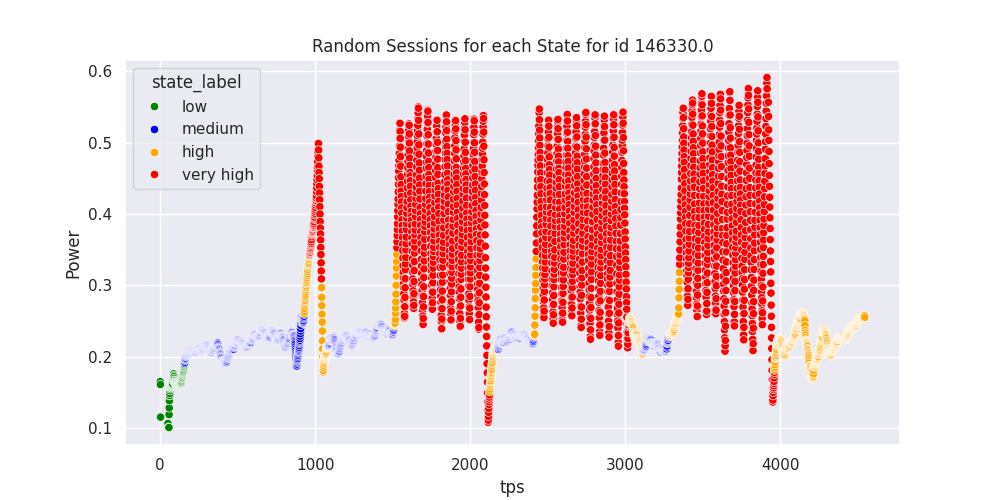 Random Sessions for each State for id 146330.0
state_label
low
medium
high
very high
Power
0.6
0.5
0.4
0.3
0.2
0.1
0 1000 2000 3000 4000
tps